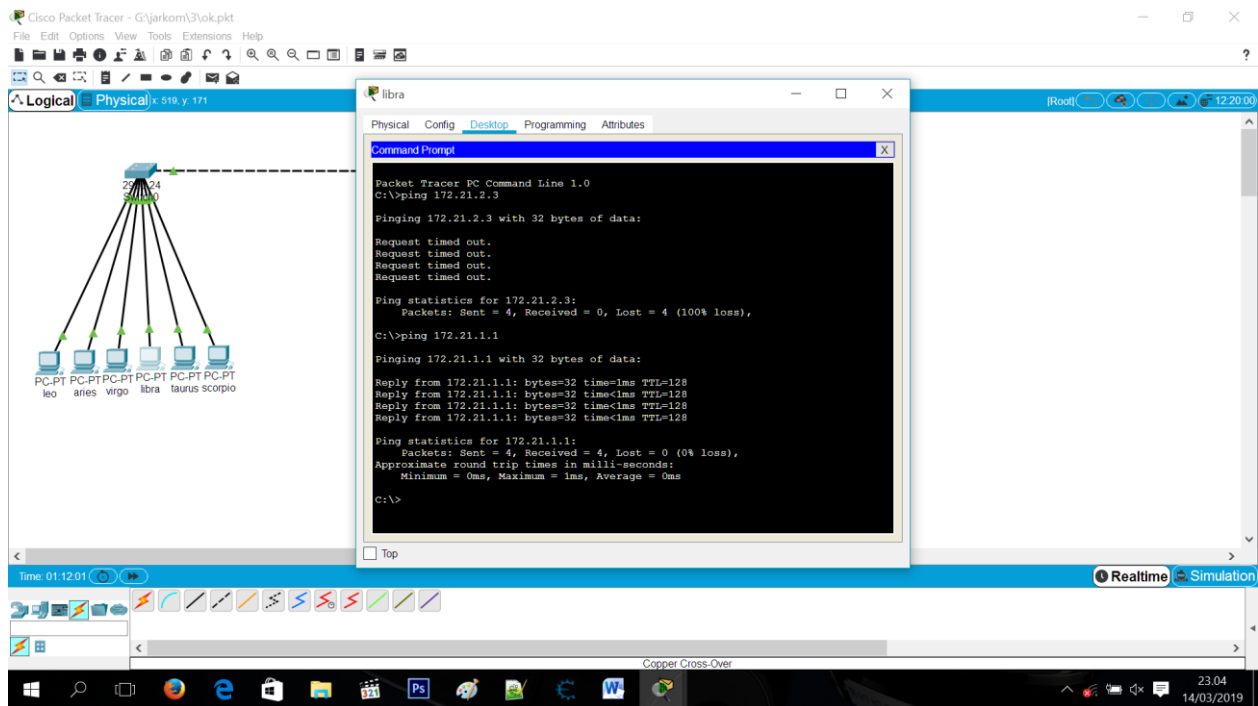 Cisco Packet Tracer - G:\jarkom\3\ok.pkt
File Edit Options View Tools Extensions Help
?
Logical Physical x: 519, y: 171
[Root] 12:20:00
libra
Physical Config Desktop Programming Attributes
Command Prompt X
Packet Tracer PC Command Line 1.0
C:\>ping 172.21.2.3
Pinging 172.21.2.3 with 32 bytes of data:
Request timed out.
Request timed out.
Request timed out.
Request timed out.
Ping statistics for 172.21.2.3:
Packets: Sent = 4, Received = 0, Lost = 4 (100% loss),
C:\>ping 172.21.1.1
Pinging 172.21.1.1 with 32 bytes of data:
Reply from 172.21.1.1: bytes=32 time=1ms TTL=128
Reply from 172.21.1.1: bytes=32 time<1ms TTL=128
Reply from 172.21.1.1: bytes=32 time<1ms TTL=128
Reply from 172.21.1.1: bytes=32 time<1ms TTL=128
Ping statistics for 172.21.1.1:
Packets: Sent = 4, Received = 4, Lost = 0 (0% loss),
Approximate round trip times in milli-seconds:
Minimum = 0ms, Maximum = 1ms, Average = 0ms
C:\>
Top
PC-PT PC-PT PC-PT PC-PT PC-PT PC-PT
leo aries virgo libra taurus scorpio
Time: 01:12:01
Realtime Simulation
Copper Cross-Over
321
Ps
W
23.04
14/03/2019